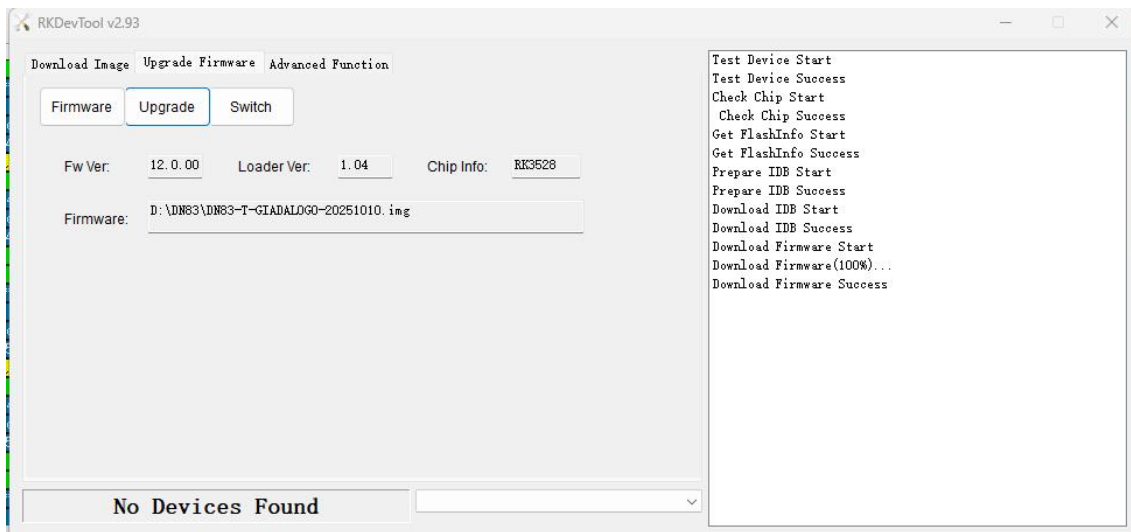 RKDevTool v2.93
Download Image Upgrade Firmware Advanced Function
Firmware Upgrade Switch
Fw Ver: 12.0.00 Loader Ver: 1.04 Chip Info: RK3528
Firmware: D:\DN83\DN83-T-GIADALOGO-20251010.img
No Devices Found
Test Device Start
Test Device Success
Check Chip Start
Check Chip Success
Get FlashInfo Start
Get FlashInfo Success
Prepare IDB Start
Prepare IDB Success
Download IDB Start
Download IDB Success
Download Firmware Start
Download Firmware(100%)...
Download Firmware Success